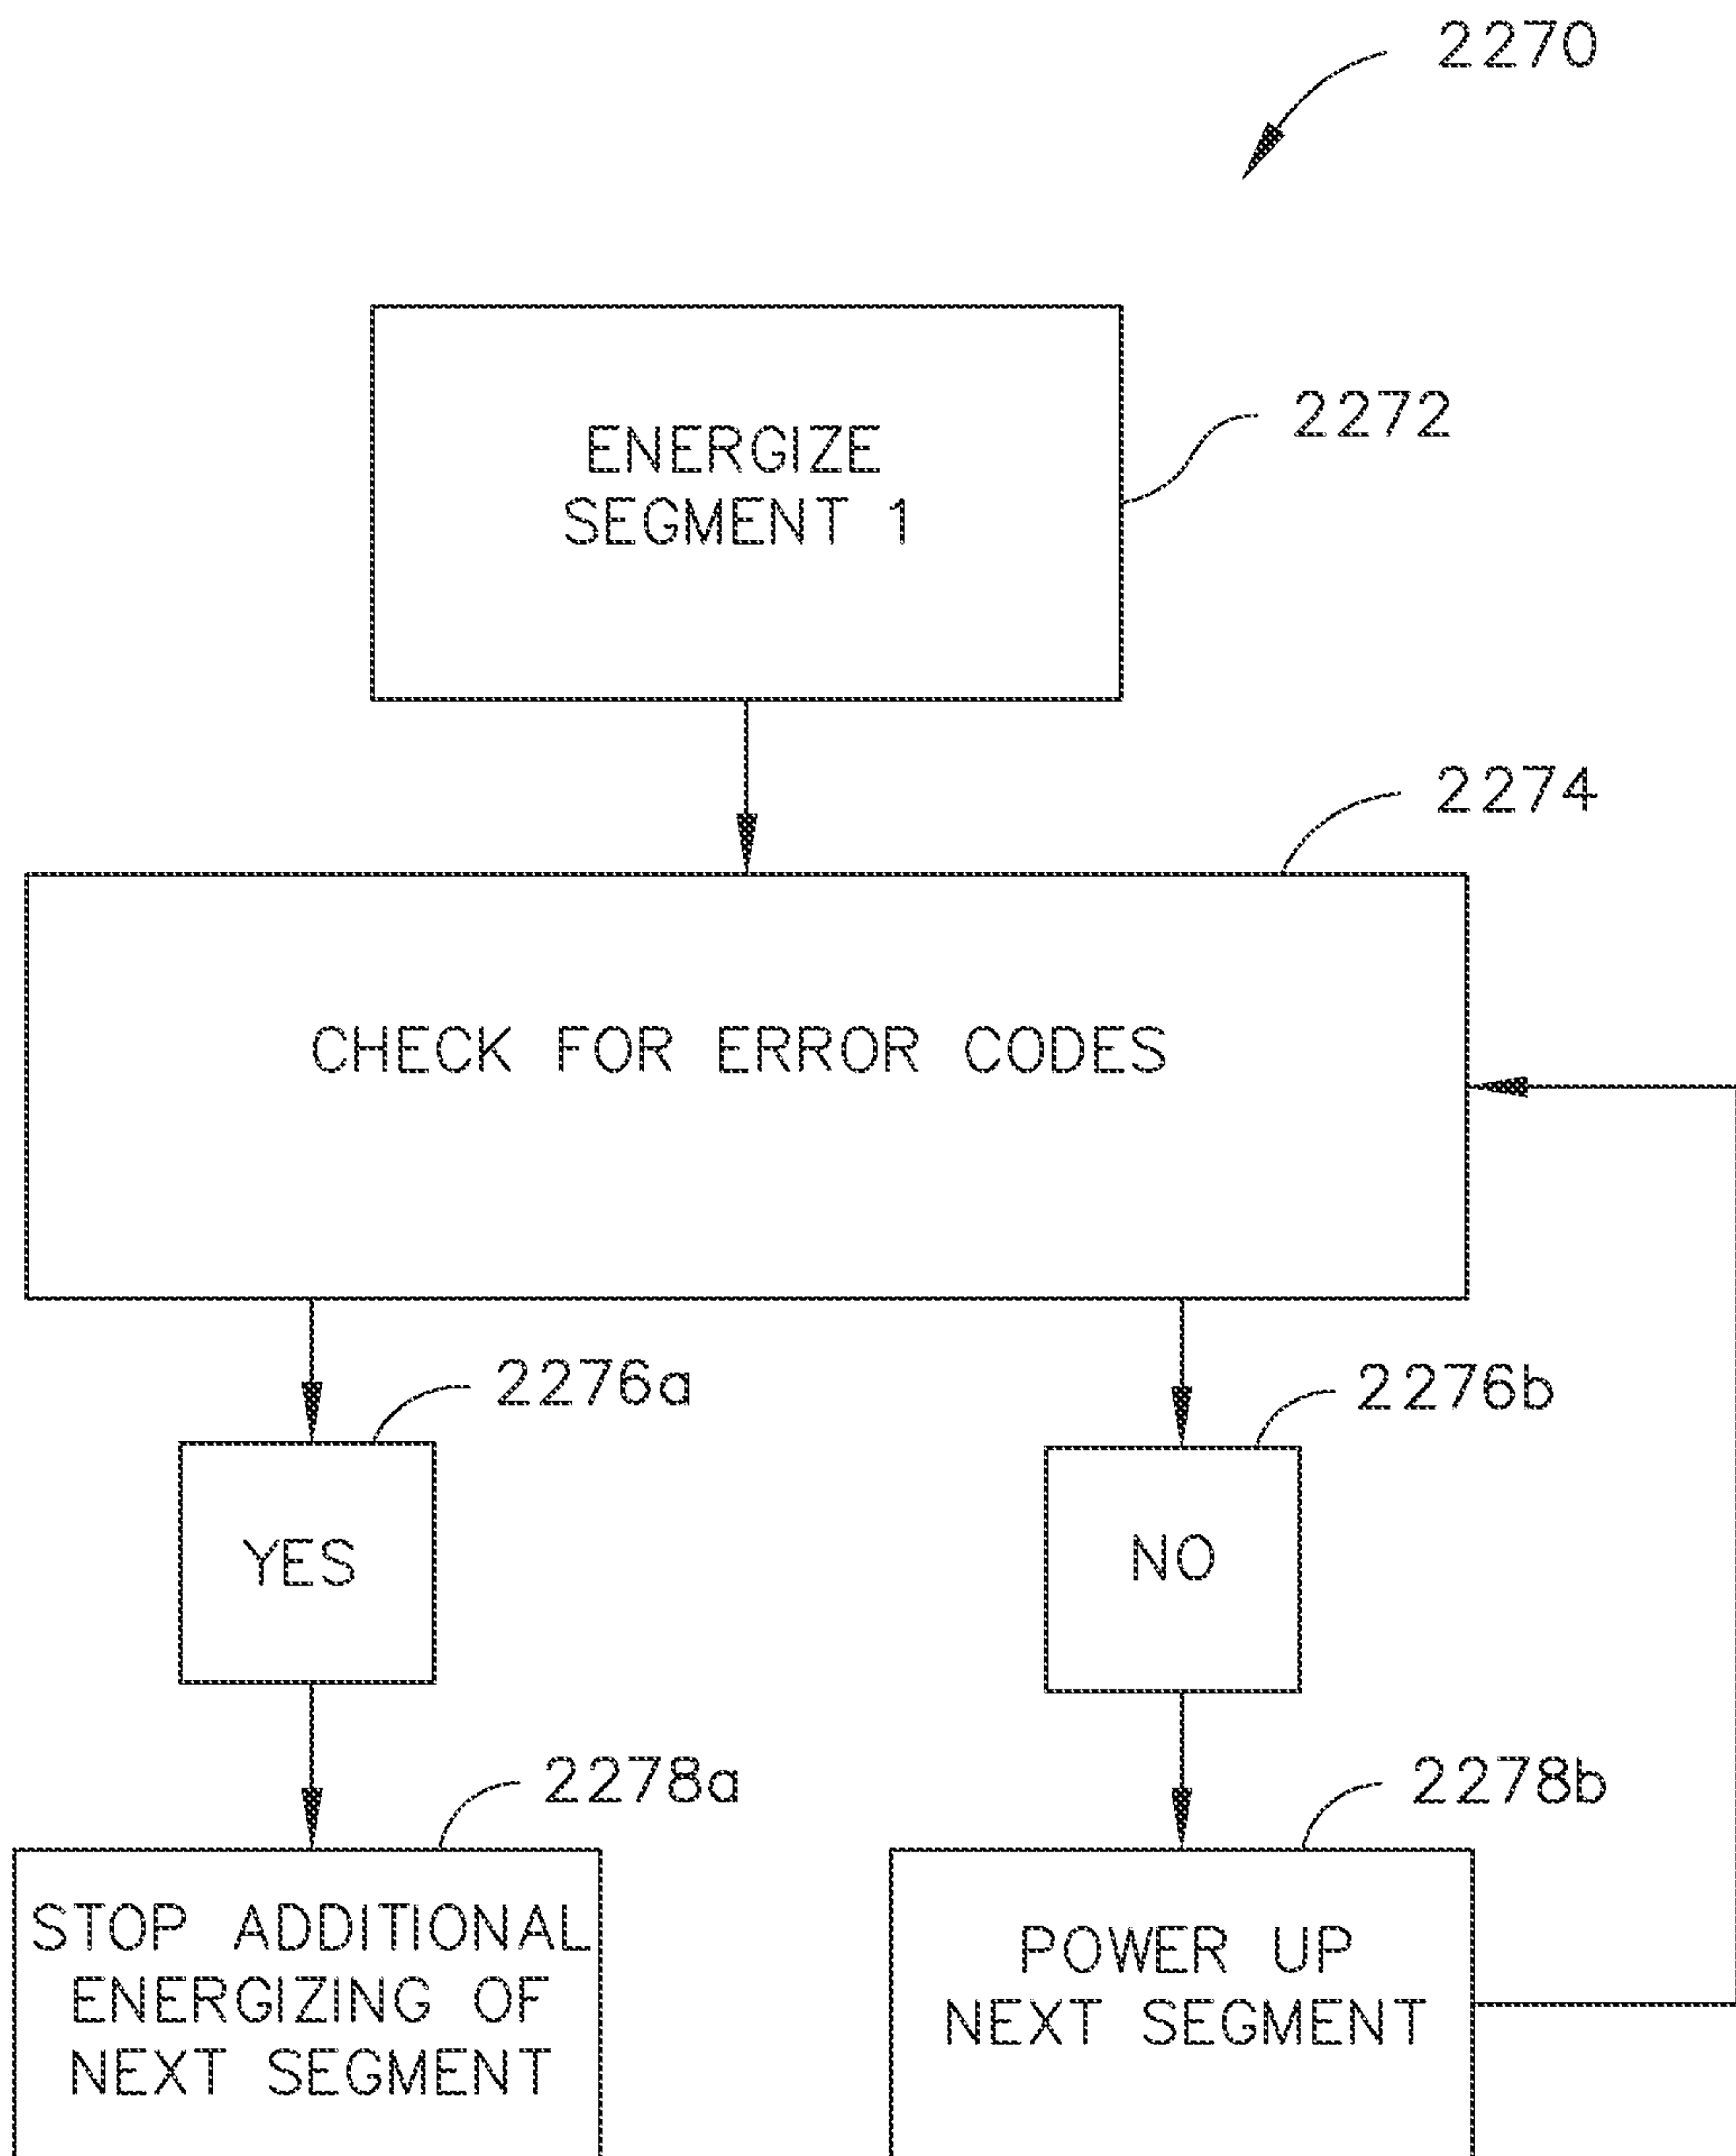 2270
ENERGIZE
SEGMENT 1
2272
2274
CHECK FOR ERROR CODES
2276a
2276b
YES
NO
2278a
2278b
STOP ADDITIONAL
ENERGIZING OF
NEXT SEGMENT
POWER UP
NEXT SEGMENT